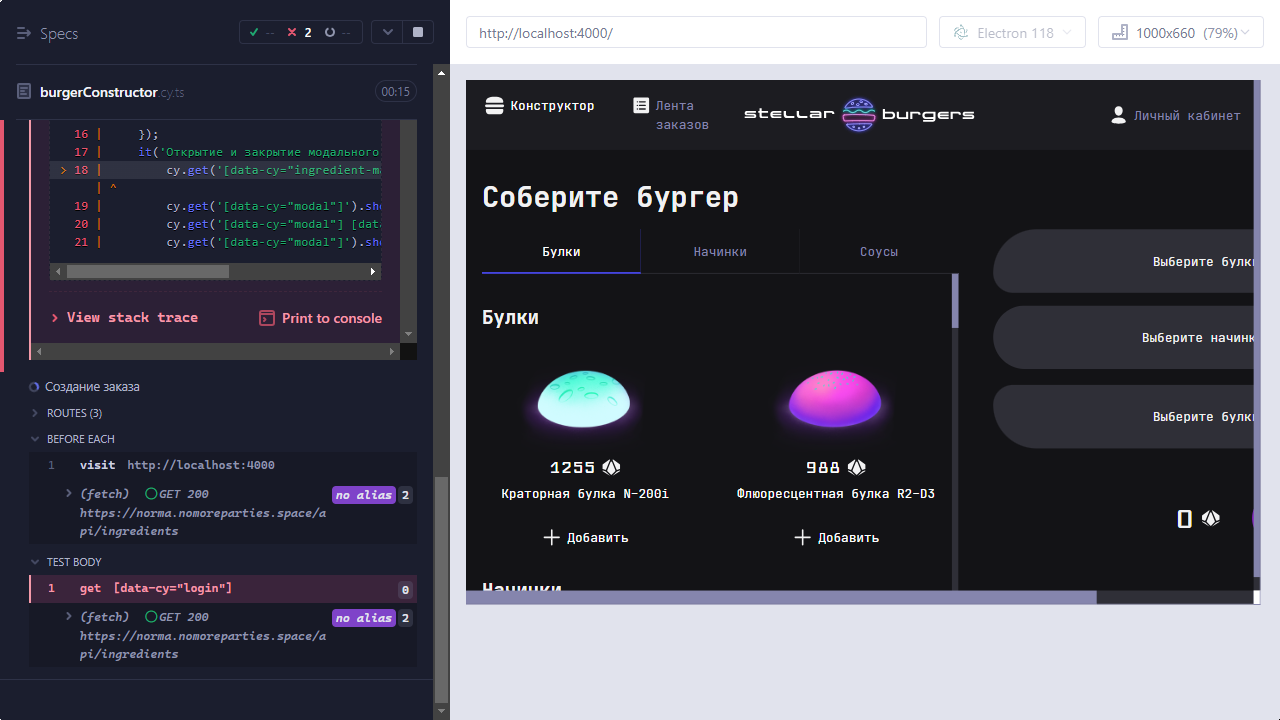 Specs
--
2
--
burgerConstructor.cy.ts
00:15
16 | });
17 | it('Открытие и закрытие модального
> 18 | cy.get('[data-cy="ingredient-ma
| ^
19 | cy.get('[data-cy="modal"]').sho
20 | cy.get('[data-cy="modal"] [data
21 | cy.get('[data-cy="modal"]').sho
> View stack trace
Print to console
Создание заказа
ROUTES (3)
BEFORE EACH
1 visit http://localhost:4000
(fetch) GET 200 no alias 2
https://norma.nomoreparties.space/a
pi/ingredients
TEST BODY
1 get [data-cy="login"] 0
(fetch) GET 200 no alias 2
https://norma.nomoreparties.space/a
pi/ingredients
http://localhost:4000/
Electron 118
1000x660 (79%)
Конструктор
Лента
заказов
stellar burgers
Личный кабинет
Соберите бургер
Булки
Начинки
Соусы
Булки
1255
Краторная булка N-200i
Добавить
988
Флюоресцентная булка R2-D3
Добавить
Начинки
Выберите булки
Выберите начинк
Выберите булки
0